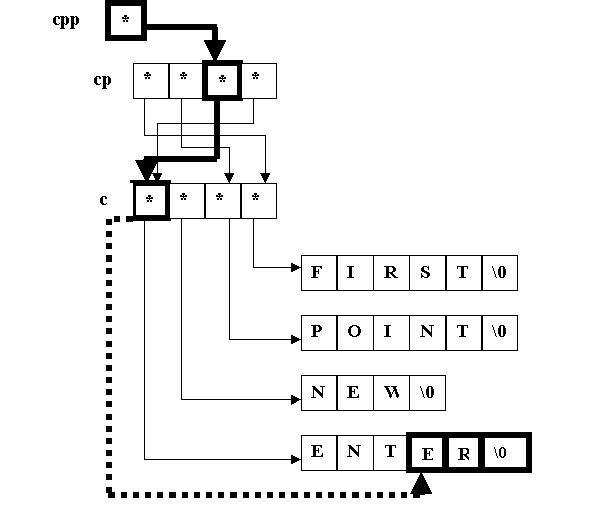 cpp *
cp * * * *
c * * * *
F I R S T \0
P O I N T \0
N E W \0
E N T E R \0